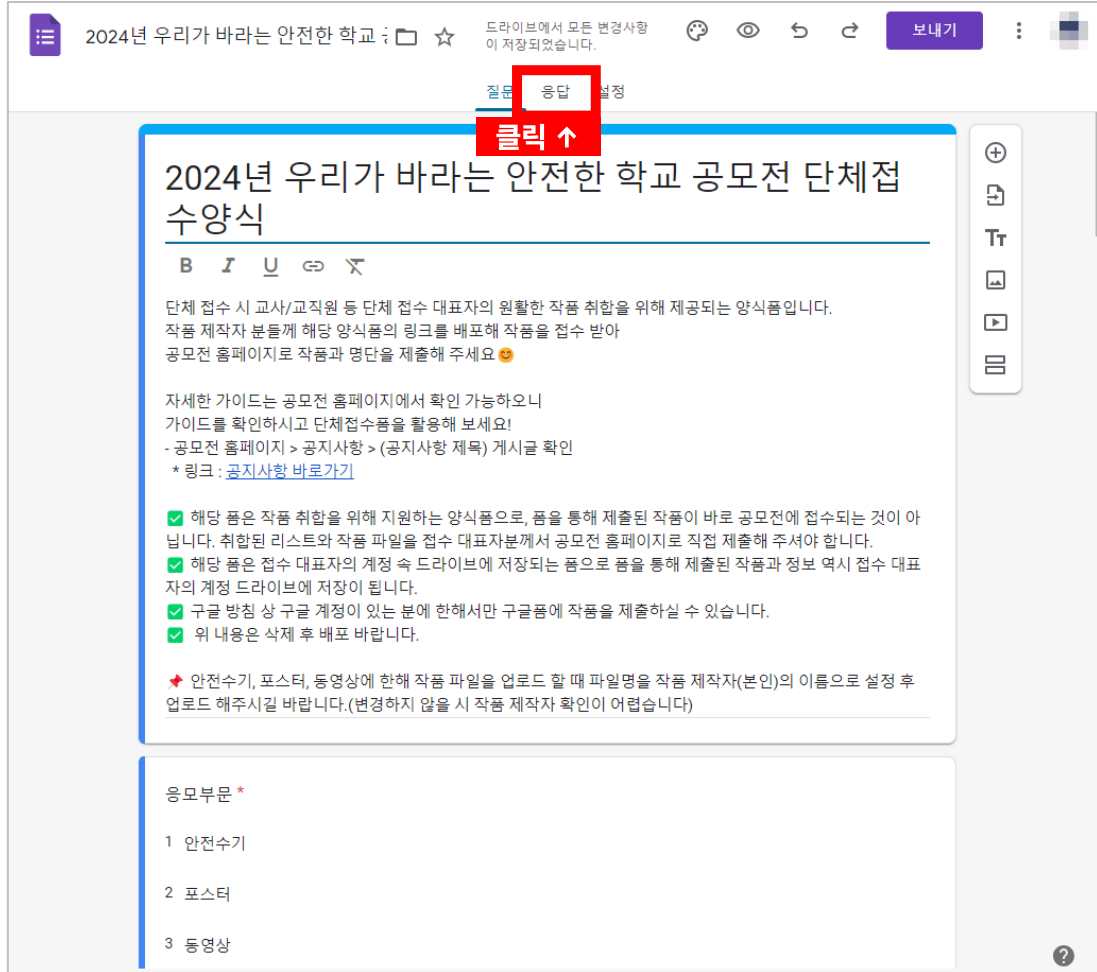 2024년 우리가 바라는 안전한 학교
드라이브에서 모든 변경사항
이 저장되었습니다.
보내기
질문 응답 설정
클릭 ↑
2024년 우리가 바라는 안전한 학교 공모전 단체접
수양식
B I U
단체 접수 시 교사/교직원 등 단체 접수 대표자의 원활한 작품 취합을 위해 제공되는 양식폼입니다.
작품 제작자 분들께 해당 양식폼의 링크를 배포해 작품을 접수 받아
공모전 홈페이지로 작품과 명단을 제출해 주세요😊
자세한 가이드는 공모전 홈페이지에서 확인 가능하오니
가이드를 확인하시고 단체접수폼을 활용해 보세요!
- 공모전 홈페이지 > 공지사항 > (공지사항 제목) 게시글 확인
* 링크 : 공지사항 바로가기
✅ 해당 폼은 작품 취합을 위해 지원하는 양식폼으로, 폼을 통해 제출된 작품이 바로 공모전에 접수되는 것이 아
닙니다. 취합된 리스트와 작품 파일을 접수 대표자분께서 공모전 홈페이지로 직접 제출해 주셔야 합니다.
✅ 해당 폼은 접수 대표자의 계정 속 드라이브에 저장되는 폼으로 폼을 통해 제출된 작품과 정보 역시 접수 대표
자의 계정 드라이브에 저장이 됩니다.
✅ 구글 방침 상 구글 계정이 있는 분에 한해서만 구글폼에 작품을 제출하실 수 있습니다.
✅ 위 내용은 삭제 후 배포 바랍니다.
📌 안전수기, 포스터, 동영상에 한해 작품 파일을 업로드 할 때 파일명을 작품 제작자(본인)의 이름으로 설정 후
업로드 해주시길 바랍니다.(변경하지 않을 시 작품 제작자 확인이 어렵습니다)
Tт
응모부문 *
1 안전수기
2 포스터
3 동영상